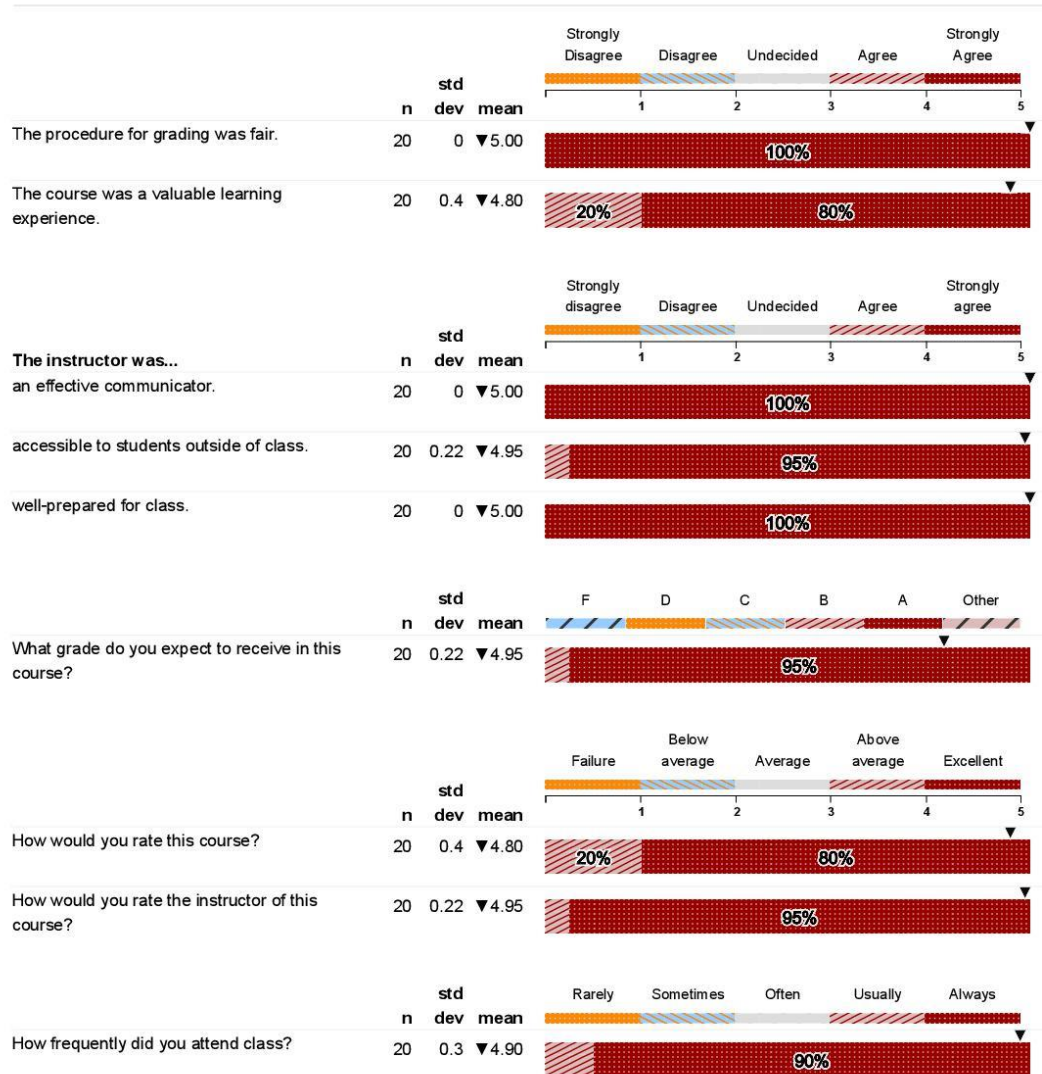 Strongly Disagree Disagree Undecided Agree Strongly Agree
n std dev mean
1 2 3 4 5
The procedure for grading was fair. 20 0 ▼5.00 100%
The course was a valuable learning
experience. 20 0.4 ▼4.80 20% 80%
Strongly disagree Disagree Undecided Agree Strongly agree
1 2 3 4 5
The instructor was... n std dev mean
an effective communicator. 20 0 ▼5.00 100%
accessible to students outside of class. 20 0.22 ▼4.95 95%
well-prepared for class. 20 0 ▼5.00 100%
n std dev mean F D C B A Other
What grade do you expect to receive in this
course? 20 0.22 ▼4.95 95%
Failure Below average Average Above average Excellent
n std dev mean
1 2 3 4 5
How would you rate this course? 20 0.4 ▼4.80 20% 80%
How would you rate the instructor of this
course? 20 0.22 ▼4.95 95%
n std dev mean Rarely Sometimes Often Usually Always
How frequently did you attend class? 20 0.3 ▼4.90 90%